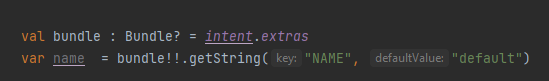 val bundle : Bundle? = intent.extras
var name = bundle!!.getString( key: "NAME", defaultValue: "default")